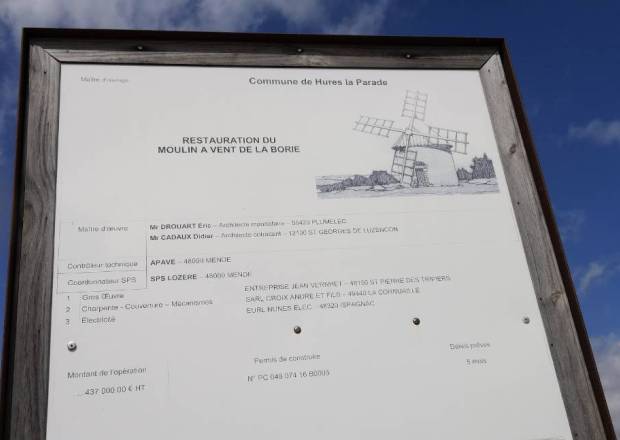 Maître d'ouvrage
Commune de Hures la Parade
RESTAURATION DU
MOULIN A VENT DE LA BORIE
Maître d'œuvre
Mr DROUART Eric – Architecte mandataire – 56420 PLUMELEC
Mr CADAUX Didier – Architecte cotraitant – 12100 ST GEORGES DE LUZENCON
Contrôleur technique
APAVE – 48000 MENDE
Coordonnateur SPS
SPS LOZERE – 48000 MENDE
1 Gros Œuvre
ENTREPRISE JEAN VERNHET – 48150 ST PIERRE DES TRIPIERS
2 Charpente - Couverture – Mécanismes
SARL CROIX ANDRE ET FILS – 49440 LA CORNUAILLE
3 Electricité
EURL NUNES ELEC – 48320 ISPAGNAC
Montant de l'opération
437 000.00 € HT
Permis de construire
N° PC 048 074 16 B0005
Délais prévus
5 mois